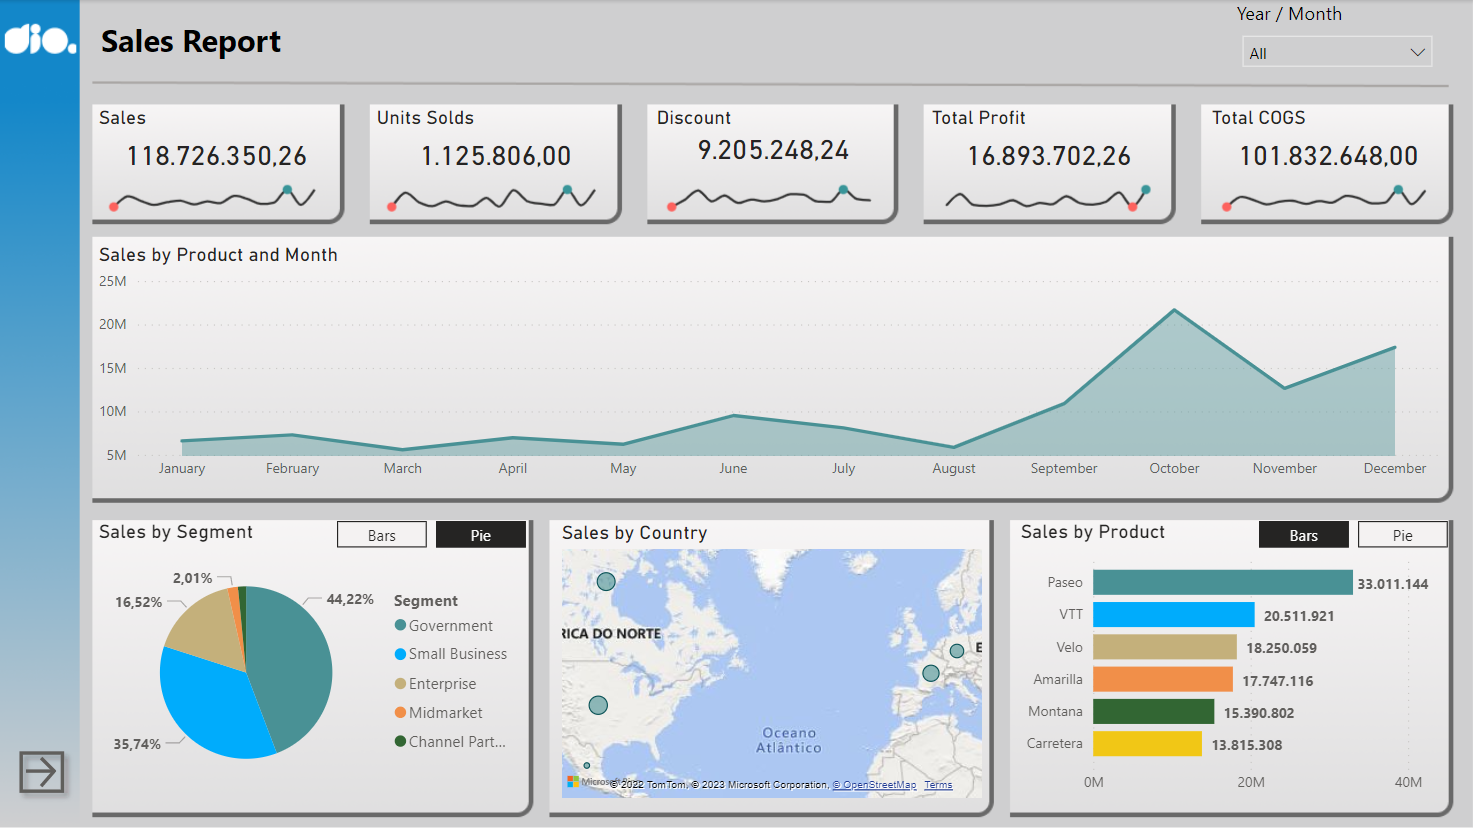 dio.
Sales Report
Year / Month
All
Sales
118.726.350,26
Units Solds
1.125.806,00
Discount
9.205.248,24
Total Profit
16.893.702,26
Total COGS
101.832.648,00
Sales by Product and Month
25M
20M
15M
10M
5M
January February March April May June July August September October November December
Sales by Segment
Bars
Pie
2,01%
16,52%
44,22%
35,74%
Segment
Government
Small Business
Enterprise
Midmarket
Channel Part...
Sales by Country
RICA DO NORTE
E
Oceano
Atlântico
© 2022 TomTom, © 2023 Microsoft Corporation, © OpenStreetMap Terms
Sales by Product
Bars
Pie
Paseo 33.011.144
VTT 20.511.921
Velo 18.250.059
Amarilla 17.747.116
Montana 15.390.802
Carretera 13.815.308
0M 20M 40M